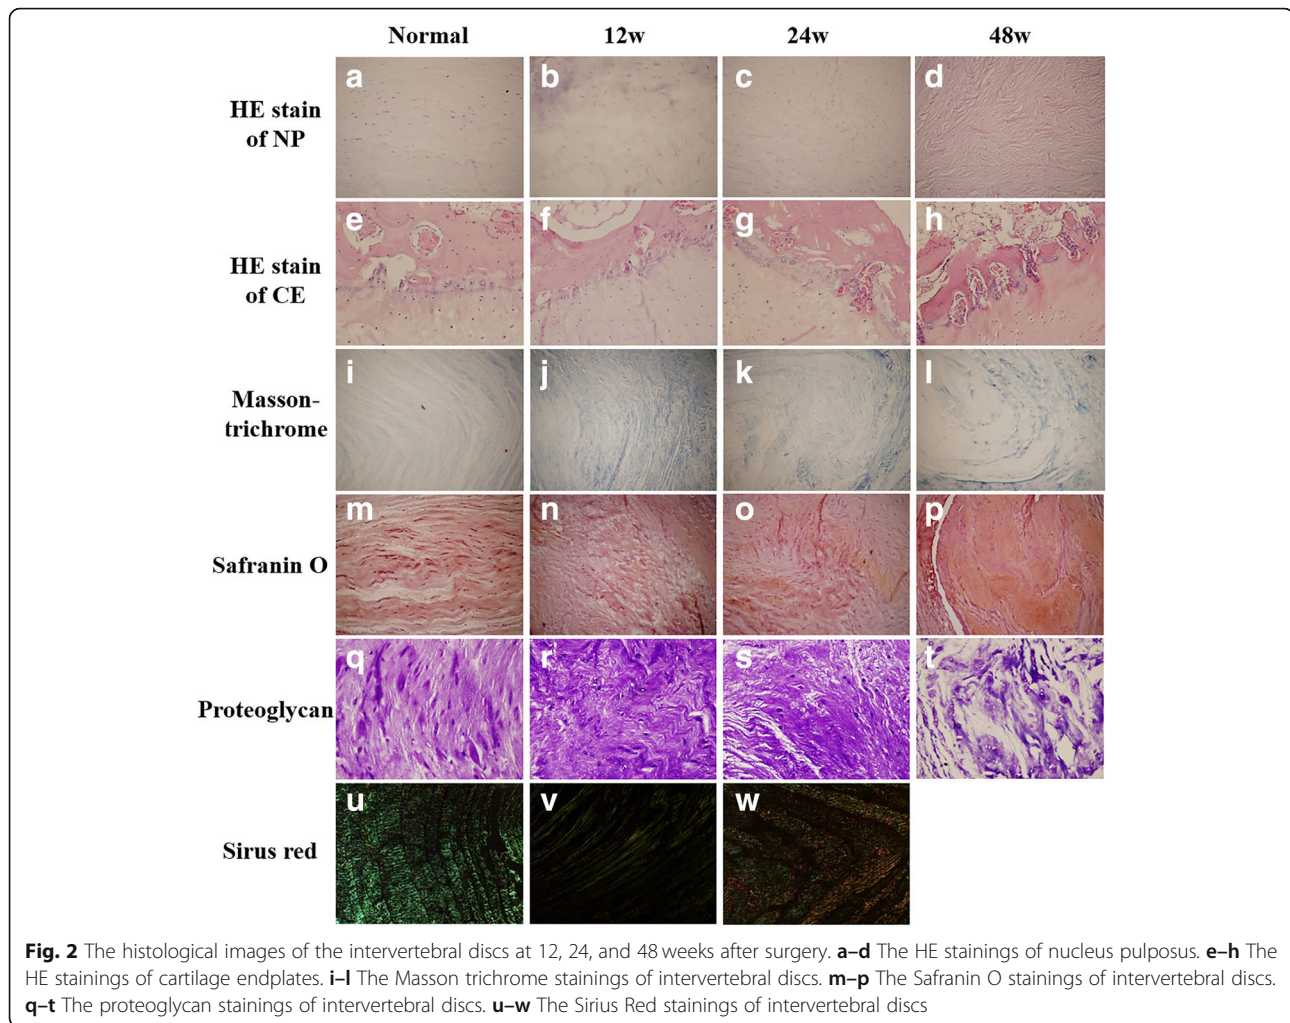 Normal 12w 24w 48w
a b c d
HE stain
of NP
e f g h
HE stain
of CE
i j k l
Masson-
trichrome
m n o p
Safranin O
q r s t
Proteoglycan
u v w
Sirus red
Fig. 2 The histological images of the intervertebral discs at 12, 24, and 48 weeks after surgery. a–d The HE stainings of nucleus pulposus. e–h The
HE stainings of cartilage endplates. i–l The Masson trichrome stainings of intervertebral discs. m–p The Safranin O stainings of intervertebral discs.
q–t The proteoglycan stainings of intervertebral discs. u–w The Sirius Red stainings of intervertebral discs